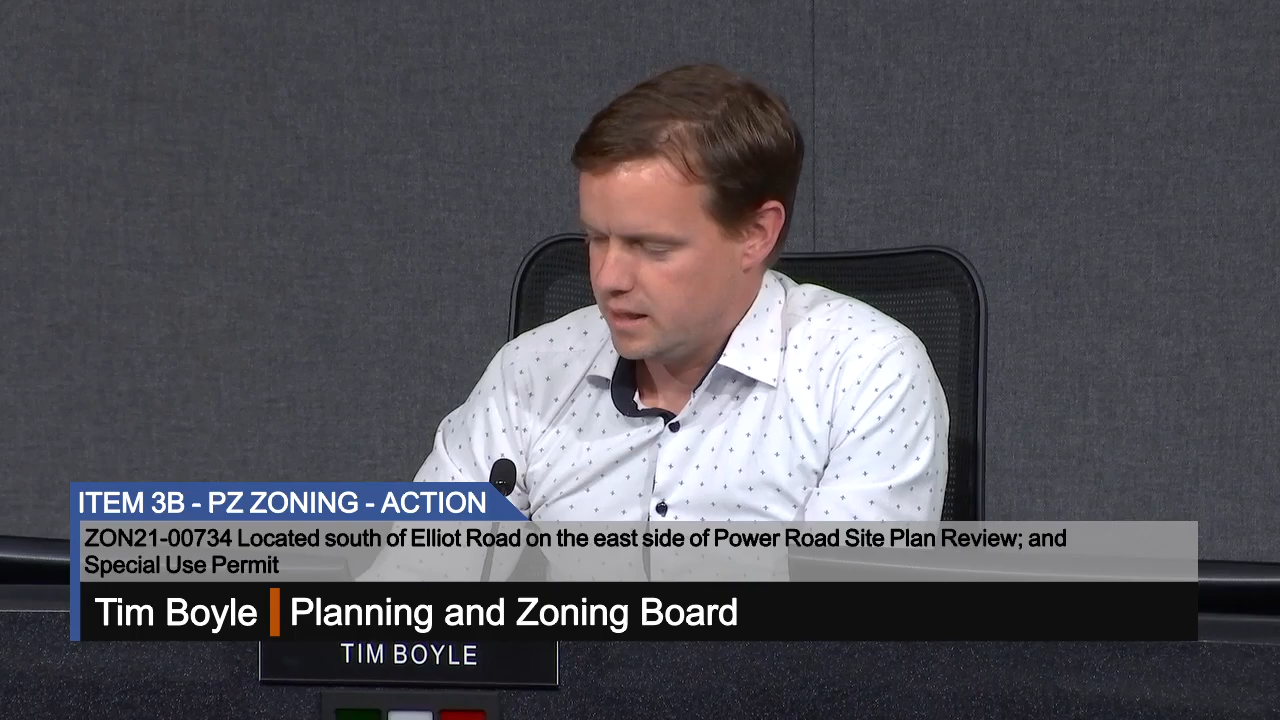 ITEM 3B - PZ ZONING - ACTION
ZON21-00734 Located south of Elliot Road on the east side of Power Road Site Plan Review; and
Special Use Permit
Tim Boyle Planning and Zoning Board
TIM BOYLE